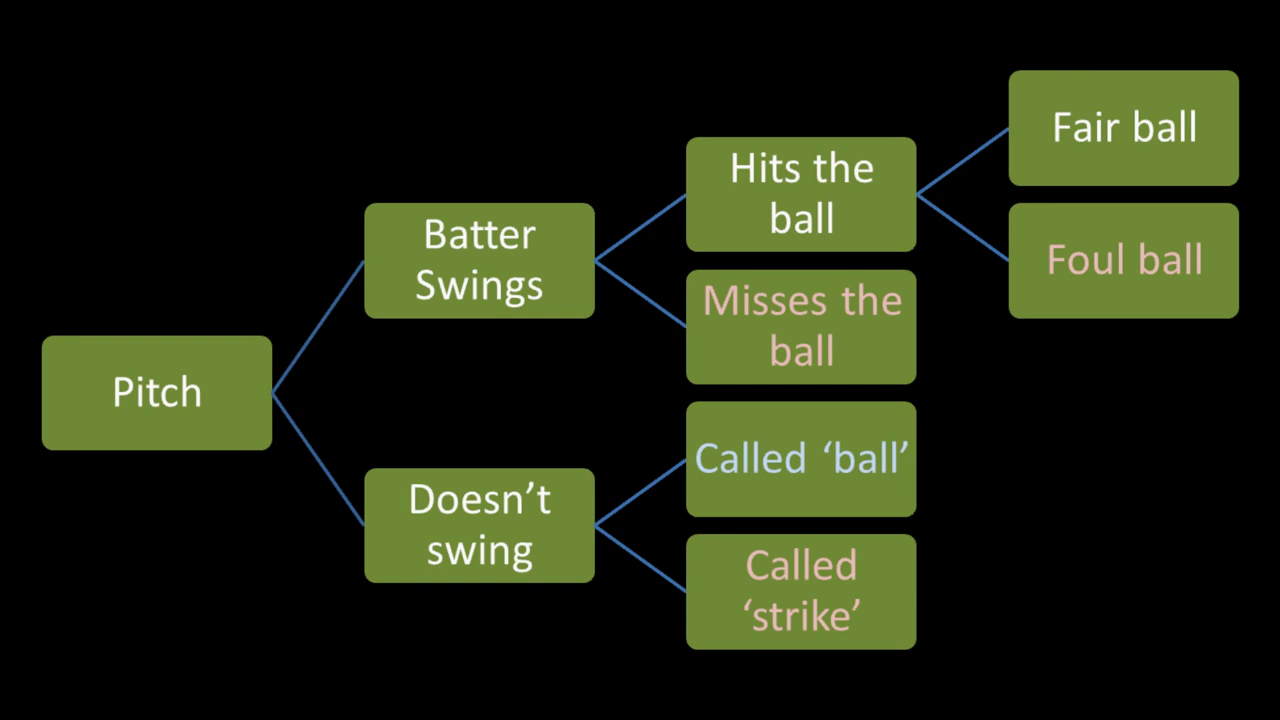 Pitch
Batter
Swings
Doesn’t
swing
Hits the
ball
Misses the
ball
Called ‘ball’
Called
‘strike’
Fair ball
Foul ball